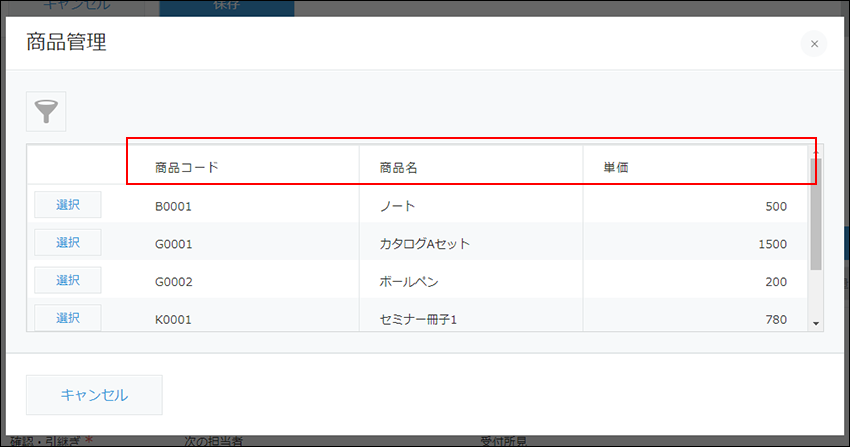 キャンセル 保存
商品管理
×
商品コード 商品名 単価
選択 B0001 ノート 500
選択 G0001 カタログAセット 1500
選択 G0002 ボールペン 200
選択 K0001 セミナー冊子1 780
キャンセル
確認・引継ぎ * 次の担当者 受付所見